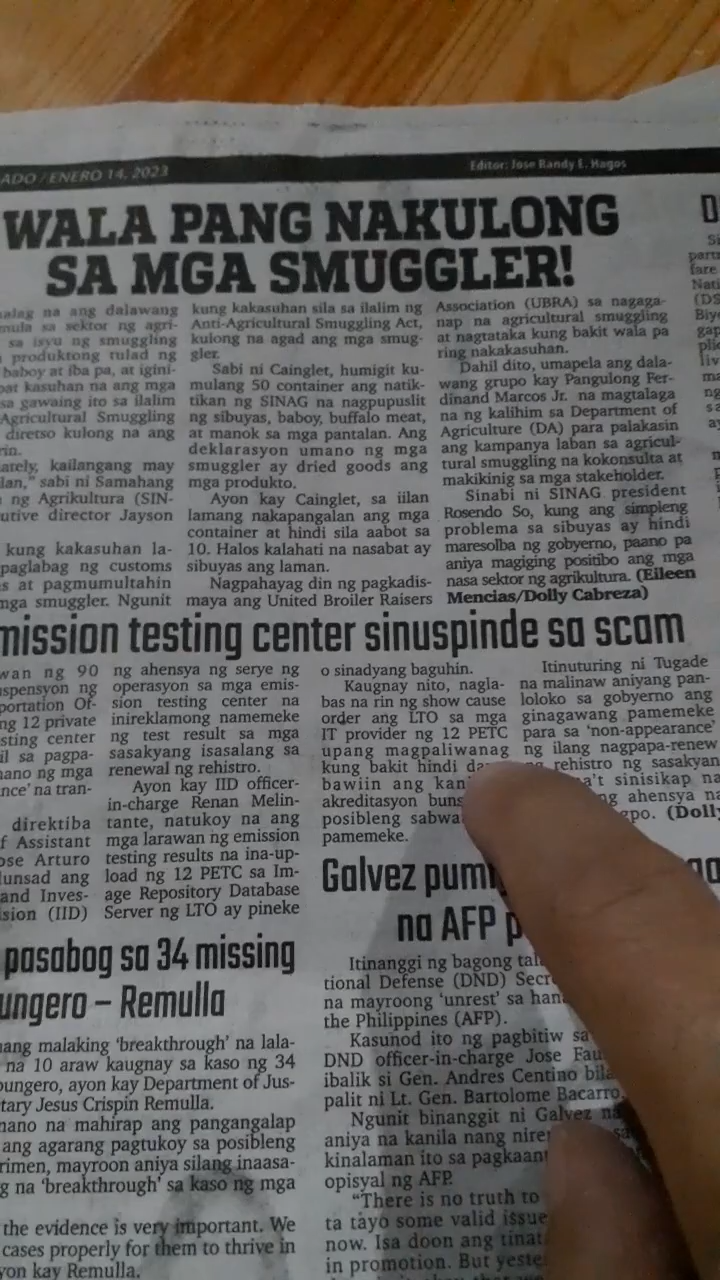 ADO / ENERO 14, 2023
Editor: Jose Randy E. Hagos
WALA PANG NAKULONG
SA MGA SMUGGLER!
na ang dalawang
mula sa sektor ng agri-
sa isyu ng smuggling
produktong tulad ng
baboy at iba pa, at igini-
kasuhan na ang mga
sa gawaing ito sa ilalim
Agricultural Smuggling
diretso kulong na ang
rin.
ately, kailangang may
lan," sabi ni Samahang
ng Agrikultura (SIN-
utive director Jayson
kung kakasuhan la-
paglabag ng customs
s at pagmumultahin
mga smuggler. Ngunit
kung kakasuhan sila sa ilalim ng
Anti-Agricultural Smuggling Act,
kulong na agad ang mga smug-
gler.
Sabi ni Cainglet, humigit ku-
mulang 50 container ang natik-
tikan ng SINAG na nagpupuslit
ng sibuyas, baboy, buffalo meat,
at manok sa mga pantalan. Ang
deklarasyon umano ng mga
smuggler ay dried goods ang
mga produkto.
Ayon kay Cainglet, sa iilan
lamang nakapangalan ang mga
container at hindi sila aabot sa
10. Halos kalahati na nasabat ay
sibuyas ang laman.
Nagpahayag din ng pagkadis-
maya ang United Broiler Raisers
Association (UBRA) sa nagaga-
nap na agricultural smuggling
at nagtataka kung bakit wala pa
ring nakakasuhan.
Dahil dito, umapela ang dala-
wang grupo kay Pangulong Fer-
dinand Marcos Jr. na magtalaga
na ng kalihim sa Department of
Agriculture (DA) para palakasin
ang kampanya laban sa agricul-
tural smuggling na kokonsulta at
makikinig sa mga stakeholder.
Sinabi ni SINAG president
Rosendo So, kung ang simpleng
problema sa sibuyas ay hindi
maresolba ng gobyerno, paano pa
aniya magiging positibo ang mga
nasa sektor ng agrikultura. (Eileen
Mencias/Dolly Cabreza)
mission testing center sinuspinde sa scam
wan ng 90
uspensyon ng
portation Of-
ng 12 private
sting center
il sa pagpa-
mano ng mga
nce' na tran-
direktiba
f Assistant
ose Arturo
lunsad ang
and Inves-
sion (IID)
ng ahensya ng serye ng
operasyon sa mga emis-
sion testing center na
inireklamong namemeke
ng test result sa mga
sasakyang isasalang sa
renewal ng rehistro.
Ayon kay IID officer-
in-charge Renan Melin-
tante, natukoy na ang
mga larawan ng emission
testing results na ina-up-
load ng 12 PETC sa Im-
age Repository Database
Server ng LTO ay pineke
o sinadyang baguhin.
Kaugnay nito, nagla-
bas na rin ng show cause
order ang LTO sa mga
IT provider ng 12 PETC
upang magpaliwanag
kung bakit hindi da
bawiin ang kani
akreditasyon buns
posibleng sabwa
pamemeke.
Itinuturing ni Tugade
na malinaw aniyang pan-
loloko sa gobyerno ang
ginagawang pamemeke
para sa 'non-appearance'
ng ilang nagpapa-renew
rehistro ng sasakyan
't sinisikap na
ng ahensya na
gpo. (Dolly
pasabog sa 34 missing
ungero – Remulla
ang malaking 'breakthrough' na lala-
na 10 araw kaugnay sa kaso ng 34
bungero, ayon kay Department of Jus-
tary Jesus Crispin Remulla.
mano na mahirap ang pangangalap
ang agarang pagtukoy sa posibleng
rimen, mayroon aniya silang inaasa-
g na 'breakthrough' sa kaso ng mga
the evidence is very important. We
cases properly for them to thrive in
yon kay Remulla.
Galvez pum
na AFP p
Itinanggi ng bagong tal
tional Defense (DND) Secr
na mayroong 'unrest' sa han
the Philippines (AFP).
Kasunod ito ng pagbitiw sa
DND officer-in-charge Jose Fau
ibalik si Gen. Andres Centino bila
palit ni Lt. Gen. Bartolome Bacarro
Ngunit binanggit ni Galvez na
aniya na kanila nang nire
kinalaman ito sa pagkaan
opisyal ng AFP.
"There is no truth to
ta tayo some valid issue
now. Isa doon ang tinat
in promotion. But yeste